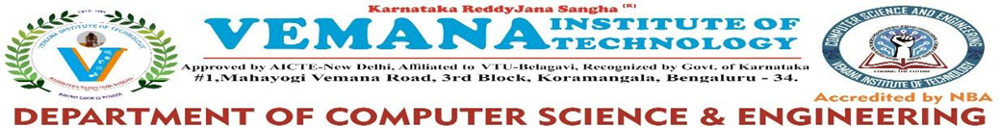 Karnataka ReddyJana Sangha (R)
VEMANA INSTITUTE OF
TECHNOLOGY
Approved by AICTE-New Delhi, Affiliated to VTU-Belagavi, Recognized by Govt. of Karnataka
#1,Mahayogi Vemana Road, 3rd Block, Koramangala, Bengaluru - 34.
VEMANA INSTITUTE OF TECHNOLOGY
V
COMPUTER SCIENCE AND ENGINEERING
VEMANA INSTITUTE OF TECHNOLOGY
CODING THE FUTURE
Accredited by NBA
DEPARTMENT OF COMPUTER SCIENCE & ENGINEERING